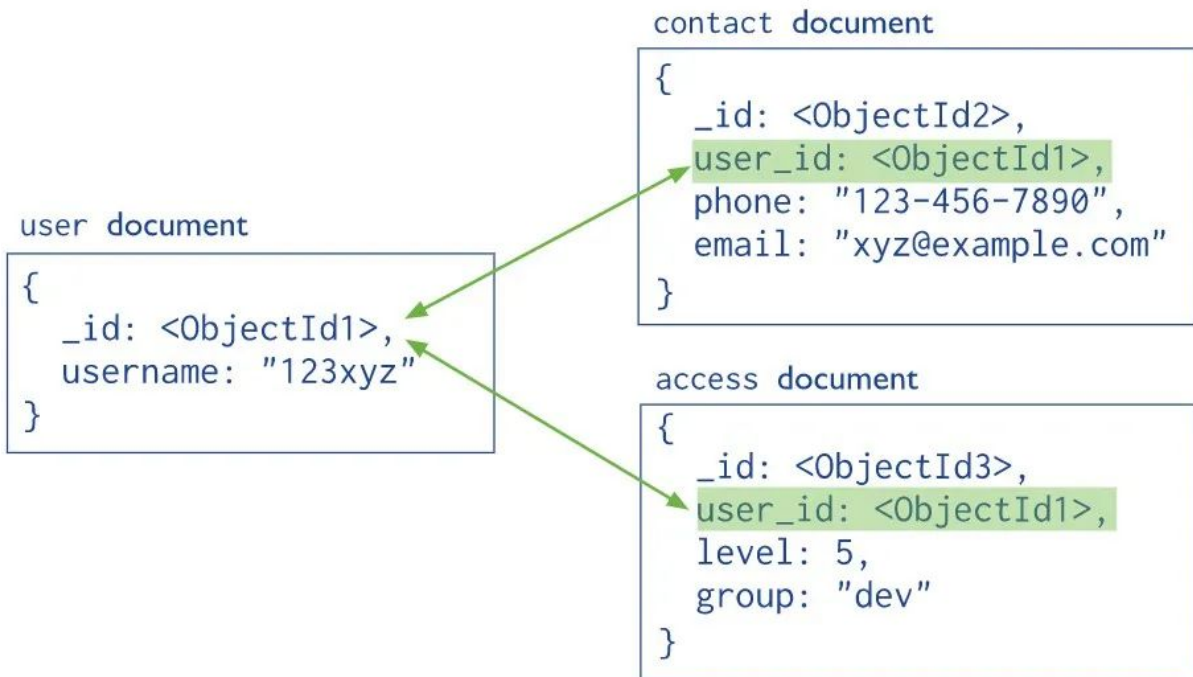 user document
{
_id: <ObjectId1>,
username: "123xyz"
}
contact document
{
_id: <ObjectId2>,
user_id: <ObjectId1>,
phone: "123-456-7890",
email: "xyz@example.com"
}
access document
{
_id: <ObjectId3>,
user_id: <ObjectId1>,
level: 5,
group: "dev"
}